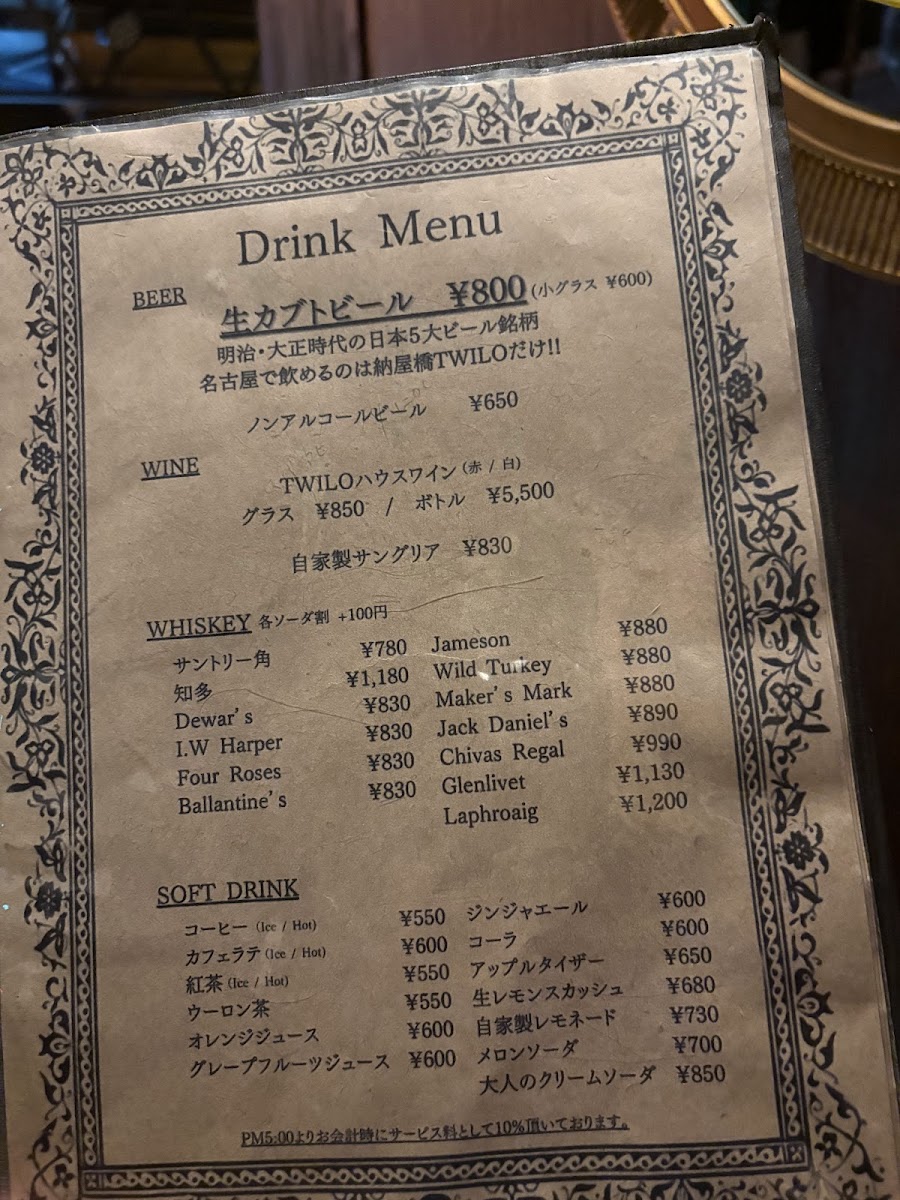 Drink Menu
BEER
生カブトビール ¥800 (小グラス ¥600)
明治・大正時代の日本5大ビール銘柄
名古屋で飲めるのは納屋橋TWILOだけ!!
ノンアルコールビール ¥650
WINE
TWILOハウスワイン (赤 / 白)
グラス ¥850 / ボトル ¥5,500
自家製サングリア ¥830
WHISKEY 各ソーダ割 +100円
サントリー角 ¥780
知多 ¥1,180
Dewar's ¥830
I.W Harper ¥830
Four Roses ¥830
Ballantine's ¥830
Jameson ¥880
Wild Turkey ¥880
Maker's Mark ¥880
Jack Daniel's ¥890
Chivas Regal ¥990
Glenlivet ¥1,130
Laphroaig ¥1,200
SOFT DRINK
コーヒー (Ice / Hot) ¥550
カフェラテ (Ice / Hot) ¥600
紅茶 (Ice / Hot) ¥550
ウーロン茶 ¥550
オレンジジュース ¥600
グレープフルーツジュース ¥600
ジンジャエール ¥600
コーラ ¥600
アップルタイザー ¥650
生レモンスカッシュ ¥680
自家製レモネード ¥730
メロンソーダ ¥700
大人のクリームソーダ ¥850
PM5:00よりお会計時にサービス料として10%頂いております。